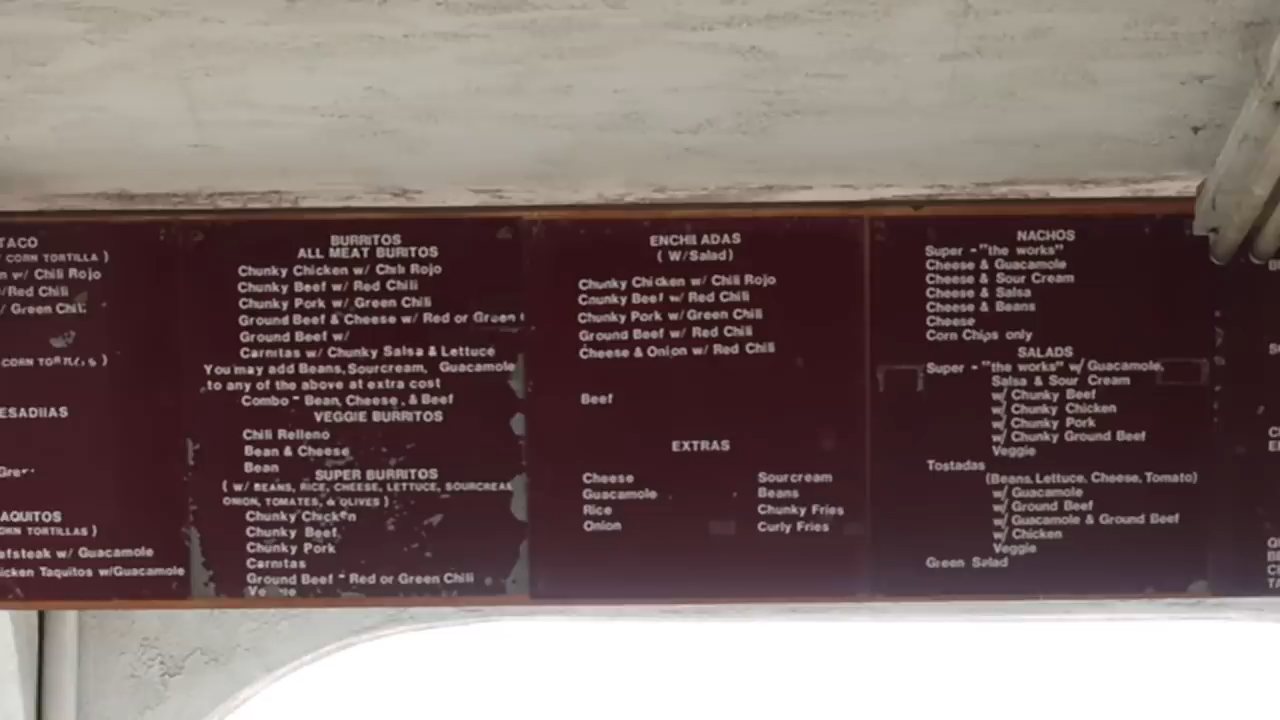 TACO
CORN TORTILLA )
w/ Chili Rojo
w/Red Chili
/ Green
CORN
AQUITOS
CORN TORTILLAS )
w/ Guacamole
Taquitos w/Guacamole
BURRITOS
ALL MEAT BURITOS
Chunky Chicken w/ Chili Rojo
Chunky Beef w/ Red Chili
Chunky Pork w/ Green Chili
Ground Beef & Cheese w/ Red or Green
Ground Beef w/
Carnitas w/ Chunky Salsa & Lettuce
You may add Beans, Sourcream, Guacamole
to any of the above at extra cost
Combo - Bean, Cheese, & Beef
VEGGIE BURRITOS
Chili Relleno
Bean & Cheese
Bean
SUPER BURRITOS
( W/ BEANS, RICE, CHEESE, LETTUCE, SOURCREA
ONION, TOMATES, & OLIVES )
Chunky Chicken
Chunky Beef
Chunky Pork
Carnitas
Ground Beef - Red or Green Chili
ENCHILADAS
( W/Salad)
Chunky Chicken w/ Chili Rojo
Chunky Beef w/ Red Chili
Chunky Pork w/Green Chili
Ground Beef w/ Red Chili
Cheese & Onion w/ Red Chili
Beef
EXTRAS
Cheese
Guacamole
Rice
Onion
Sourcream
Beans
Chunky Fries
Curly Fries
NACHOS
Super - "the works"
Cheese & Guacamole
Cheese & Sour Cream
Cheese & Salsa
Cheese & Beans
Cheese
Corn Chips only
SALADS
Super - "the works" w/ Guacamole,
Salsa & Sour Cream
w/ Chunky Beef
w/ Chunky Chicken
w/ Chunky Pork
w/ Chunky Ground Beef
Veggie
Tostadas
(Beans, Lettuce, Cheese, Tomato)
w/ Guacamole
w/ Ground Beef
w/ Guacamole & Ground Beef
w/ Chicken
Veggie
Green Salad